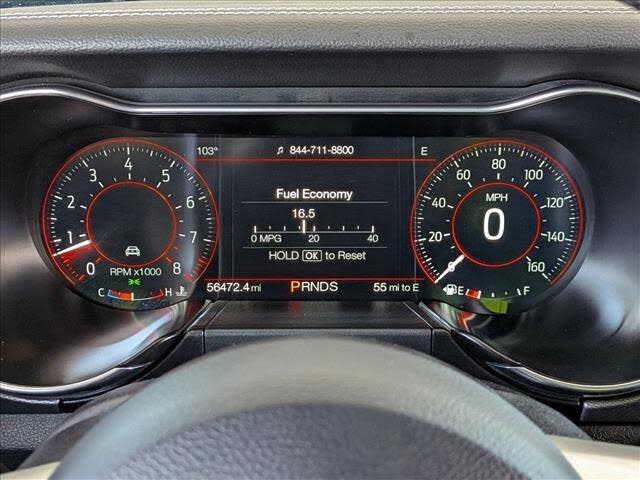 103° ♫ 844-711-8800 E
Fuel Economy
16.5
0 MPG 20 40
HOLD OK to Reset
56472.4 mi PRNDS 55 mi to E
0 1 2 3 4 5 6 7 8
RPM x1000
C H
0 20 40 60 80 100 120 140 160
MPH
0
E F